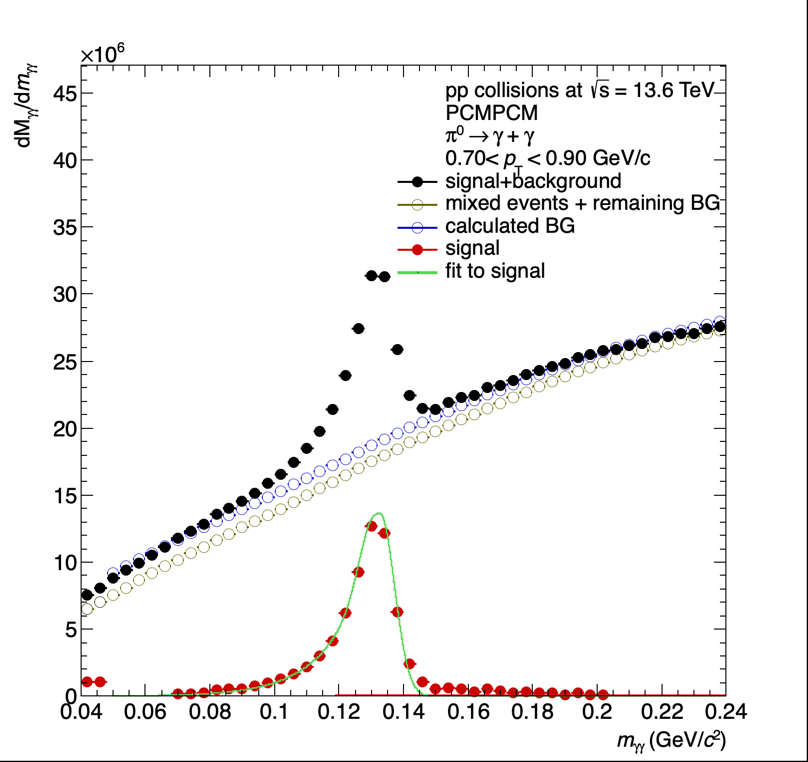 ×10⁶
dM_γγ/dm_γγ
45
40
35
30
25
20
15
10
5
0
pp collisions at √s = 13.6 TeV
PCMPCM
π⁰ → γ + γ
0.70< p_T < 0.90 GeV/c
signal+background
mixed events + remaining BG
calculated BG
signal
fit to signal
0.04 0.06 0.08 0.1 0.12 0.14 0.16 0.18 0.2 0.22 0.24
m_γγ (GeV/c²)